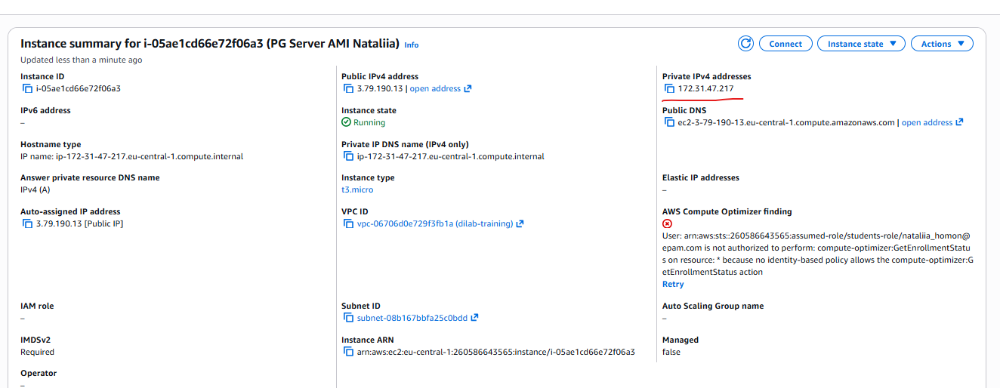 Instance summary for i-05ae1cd66e72f06a3 (PG Server AMI Nataliia) Info
Connect
Instance state
Actions
Updated less than a minute ago
Instance ID
i-05ae1cd66e72f06a3
Public IPv4 address
3.79.190.13 | open address
Private IPv4 addresses
172.31.47.217
IPv6 address
–
Instance state
Running
Public DNS
ec2-3-79-190-13.eu-central-1.compute.amazonaws.com | open address
Hostname type
IP name: ip-172-31-47-217.eu-central-1.compute.internal
Private IP DNS name (IPv4 only)
ip-172-31-47-217.eu-central-1.compute.internal
Answer private resource DNS name
IPv4 (A)
Instance type
t3.micro
Elastic IP addresses
–
Auto-assigned IP address
3.79.190.13 [Public IP]
VPC ID
vpc-06706d0e729f3fb1a (dilab-training)
AWS Compute Optimizer finding
User: arn:aws:sts::260586643565:assumed-role/students-role/nataliia_homon@
epam.com is not authorized to perform: compute-optimizer:GetEnrollmentStatu
s on resource: * because no identity-based policy allows the compute-optimizer:G
etEnrollmentStatus action
Retry
IAM role
–
Subnet ID
subnet-08b167bbfa25c0bdd
Auto Scaling Group name
–
IMDSv2
Required
Instance ARN
arn:aws:ec2:eu-central-1:260586643565:instance/i-05ae1cd66e72f06a3
Managed
false
Operator
–